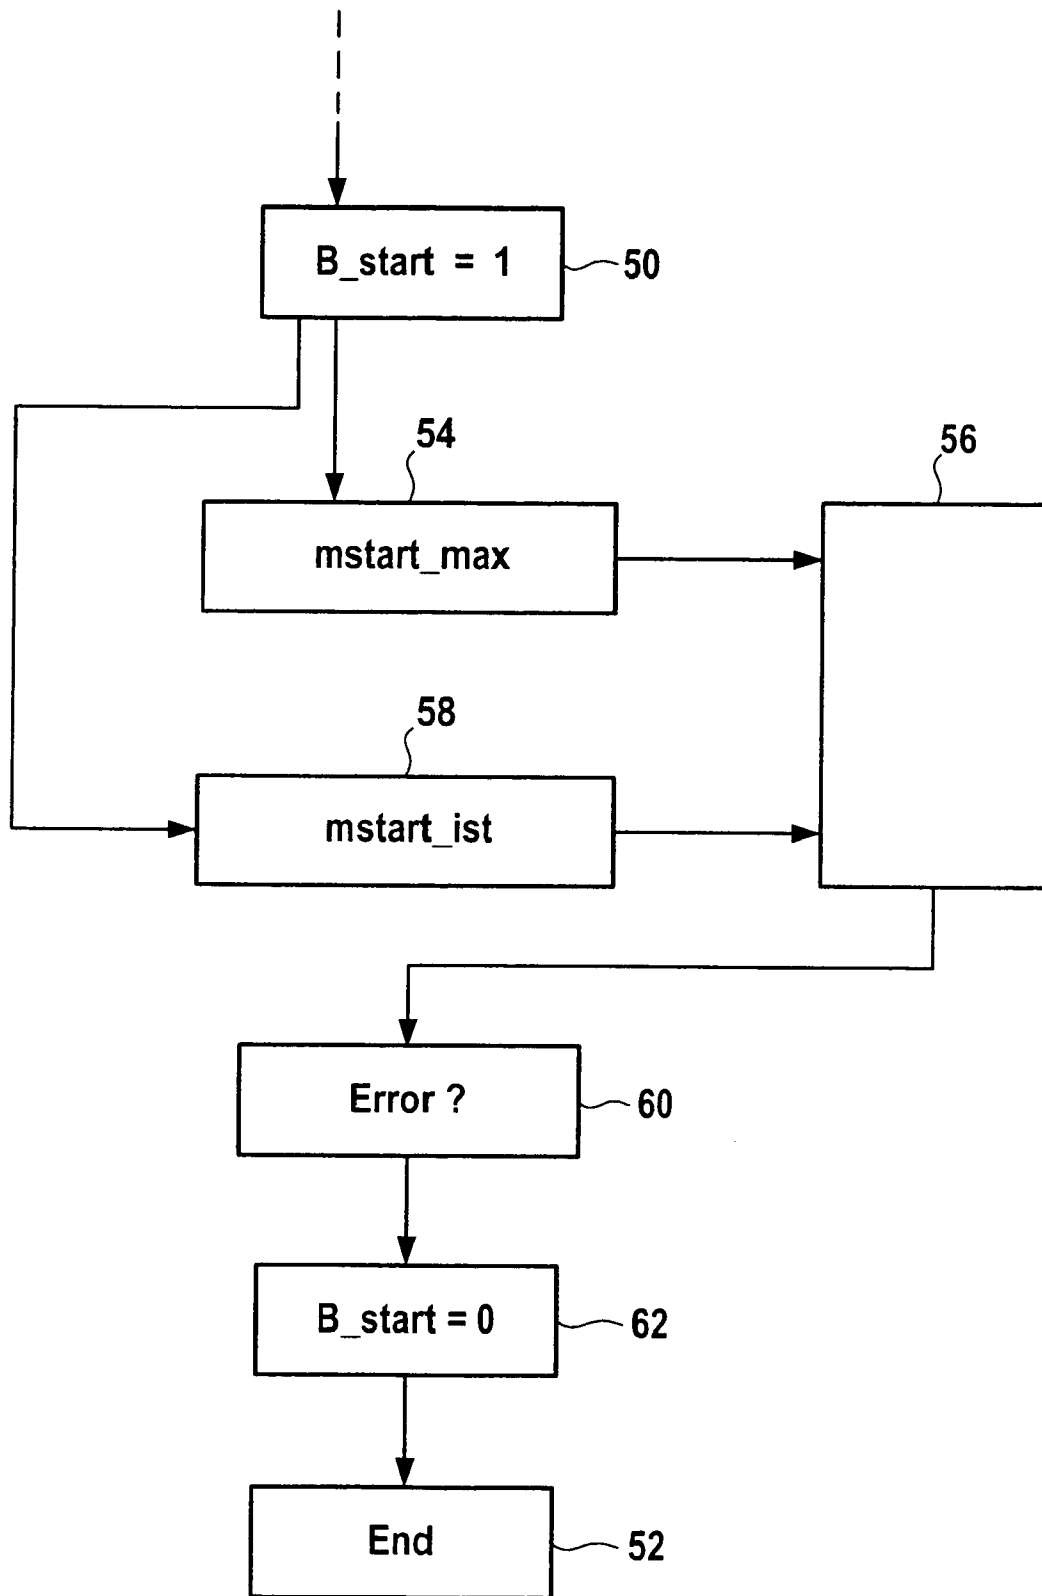 B_start = 1
50
54
56
mstart_max
58
mstart_ist
Error ?
60
B_start = 0
62
End
52